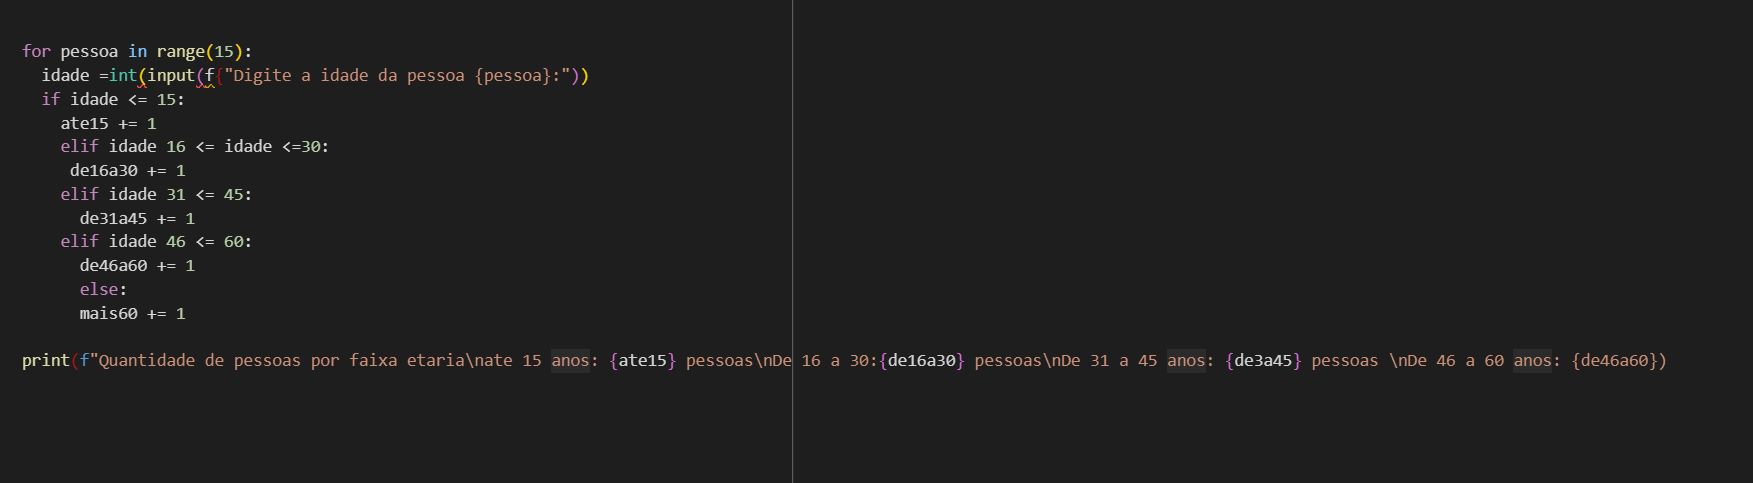 for pessoa in range(15):
  idade =int(input(f{"Digite a idade da pessoa {pessoa}:"))
  if idade <= 15:
    ate15 += 1
    elif idade 16 <= idade <=30:
     de16a30 += 1
    elif idade 31 <= 45:
      de31a45 += 1
    elif idade 46 <= 60:
      de46a60 += 1
      else:
      mais60 += 1
print(f"Quantidade de pessoas por faixa etaria\nate 15 anos: {ate15} pessoas\nDe 16 a 30:{de16a30} pessoas\nDe 31 a 45 anos: {de3a45} pessoas \nDe 46 a 60 anos: {de46a60})